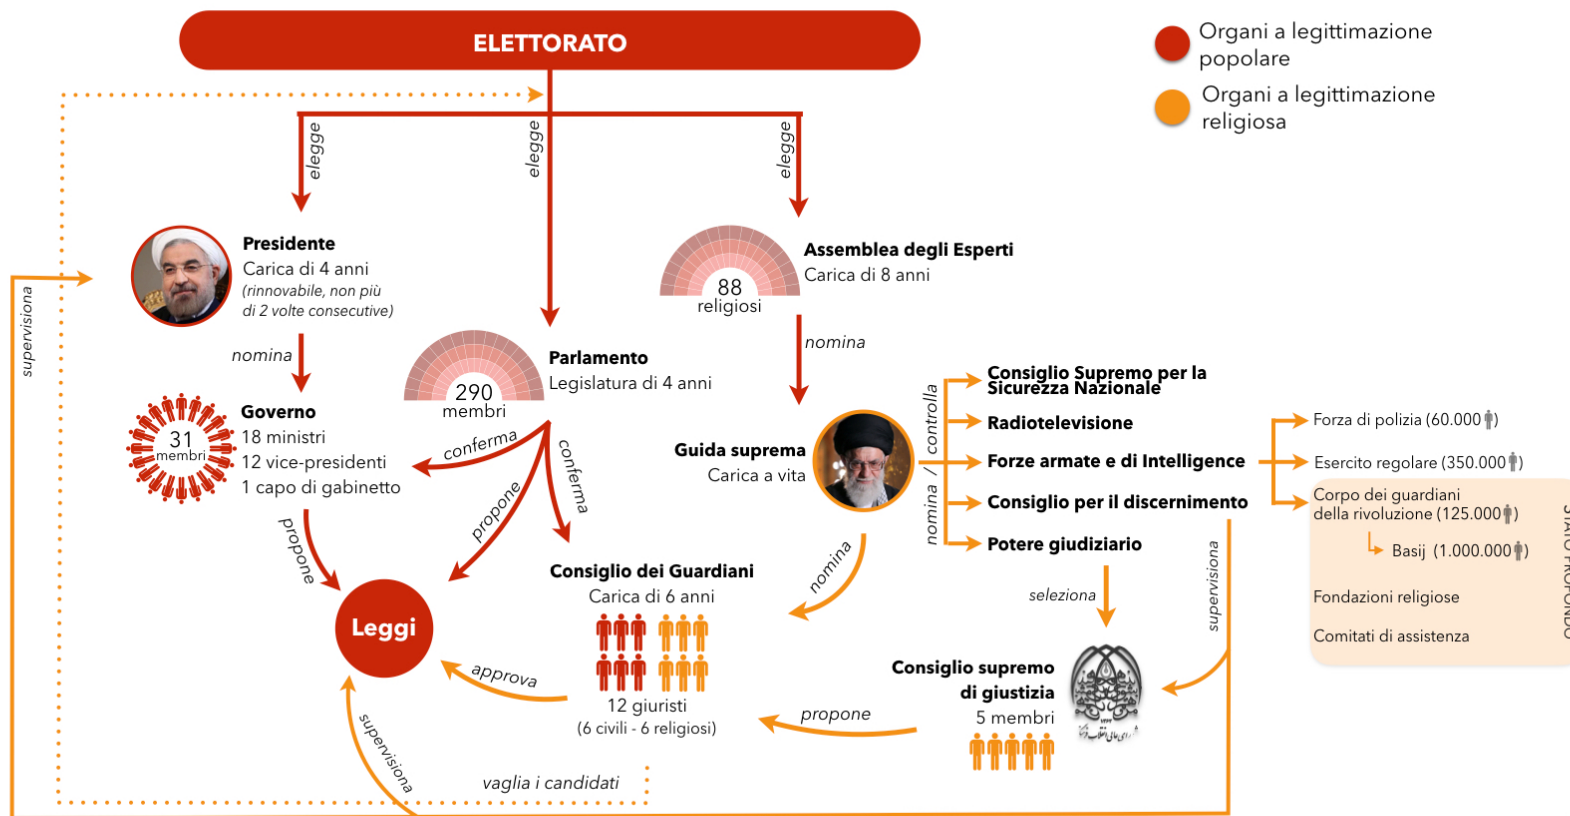 ELETTORATO
Organi a legittimazione
popolare
Organi a legittimazione
religiosa
elegge
elegge
elegge
Presidente
Carica di 4 anni
(rinnovabile, non più
di 2 volte consecutive)
supervisiona
nomina
Governo
18 ministri
12 vice-presidenti
1 capo di gabinetto
31
membri
290
membri
Parlamento
Legislatura di 4 anni
88
religiosi
Assemblea degli Esperti
Carica di 8 anni
nomina
Guida suprema
Carica a vita
nomina / controlla
Consiglio Supremo per la
Sicurezza Nazionale
Radiotelevisione
Forze armate e di Intelligence
Consiglio per il discernimento
Potere giudiziario
Forza di polizia (60.000)
Esercito regolare (350.000)
Corpo dei guardiani
della rivoluzione (125.000)
Basij (1.000.000)
Fondazioni religiose
Comitati di assistenza
STATO PROFONDO
conferma
propone
conferma
propone
Leggi
Consiglio dei Guardiani
Carica di 6 anni
12 giuristi
(6 civili - 6 religiosi)
nomina
approva
seleziona
supervisiona
Consiglio supremo
di giustizia
5 membri
propone
supervisiona
vaglia i candidati